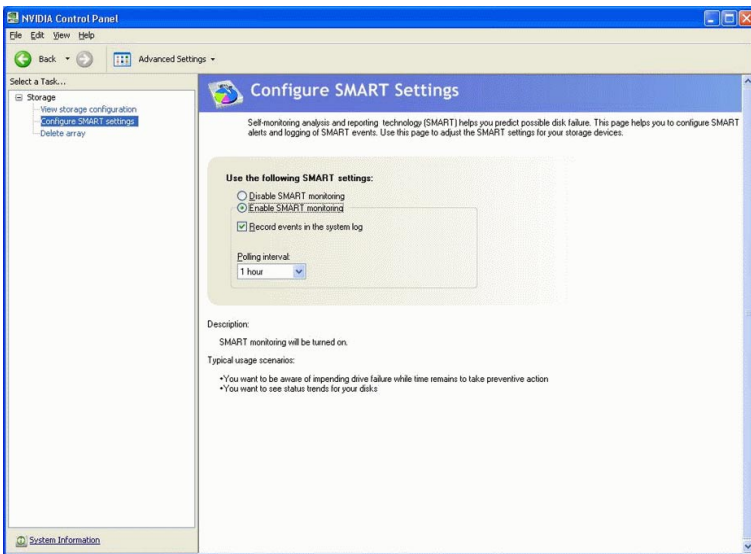 NVIDIA Control Panel
File Edit View Help
Back Advanced Settings
Select a Task...
Storage
View storage configuration
Configure SMART settings
Delete array
Configure SMART Settings
Self-monitoring analysis and reporting technology (SMART) helps you predict possible disk failure. This page helps you to configure SMART
alerts and logging of SMART events. Use this page to adjust the SMART settings for your storage devices.
Use the following SMART settings:
Disable SMART monitoring
Enable SMART monitoring
Record events in the system log
Polling interval:
1 hour
Description:
SMART monitoring will be turned on.
Typical usage scenarios:
•You want to be aware of impending drive failure while time remains to take preventive action
•You want to see status trends for your disks
System Information